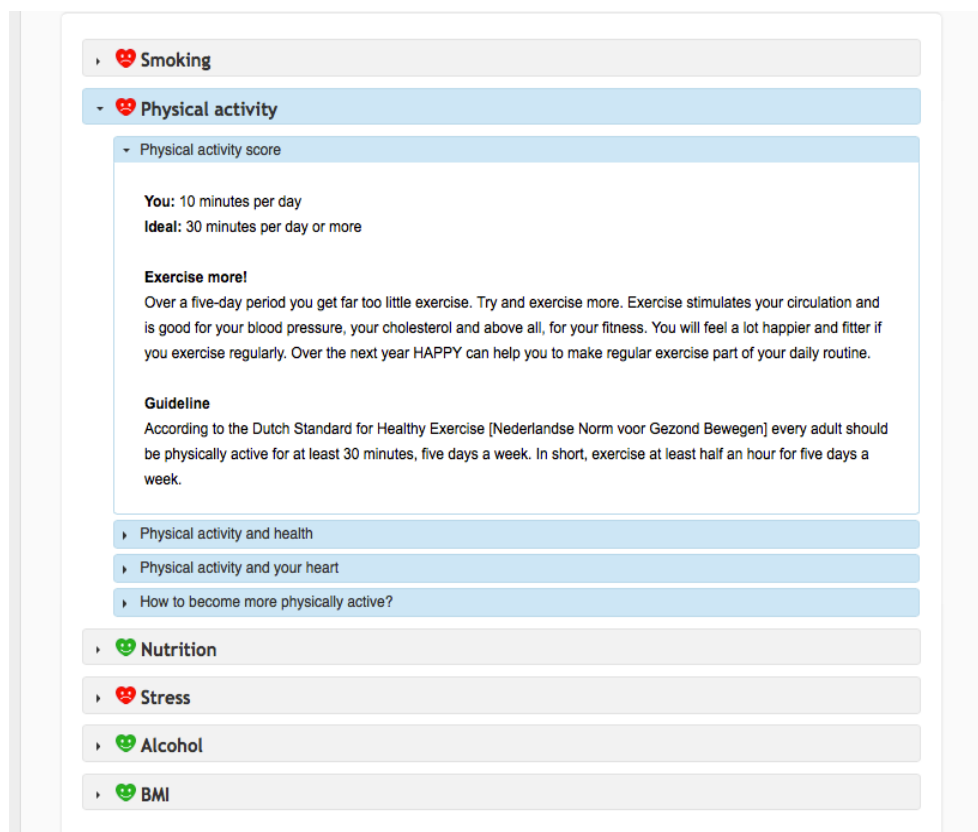 Smoking
Physical activity
Physical activity score
You: 10 minutes per day
Ideal: 30 minutes per day or more
Exercise more!
Over a five-day period you get far too little exercise. Try and exercise more. Exercise stimulates your circulation and
is good for your blood pressure, your cholesterol and above all, for your fitness. You will feel a lot happier and fitter if
you exercise regularly. Over the next year HAPPY can help you to make regular exercise part of your daily routine.
Guideline
According to the Dutch Standard for Healthy Exercise [Nederlandse Norm voor Gezond Bewegen] every adult should
be physically active for at least 30 minutes, five days a week. In short, exercise at least half an hour for five days a
week.
Physical activity and health
Physical activity and your heart
How to become more physically active?
Nutrition
Stress
Alcohol
BMI